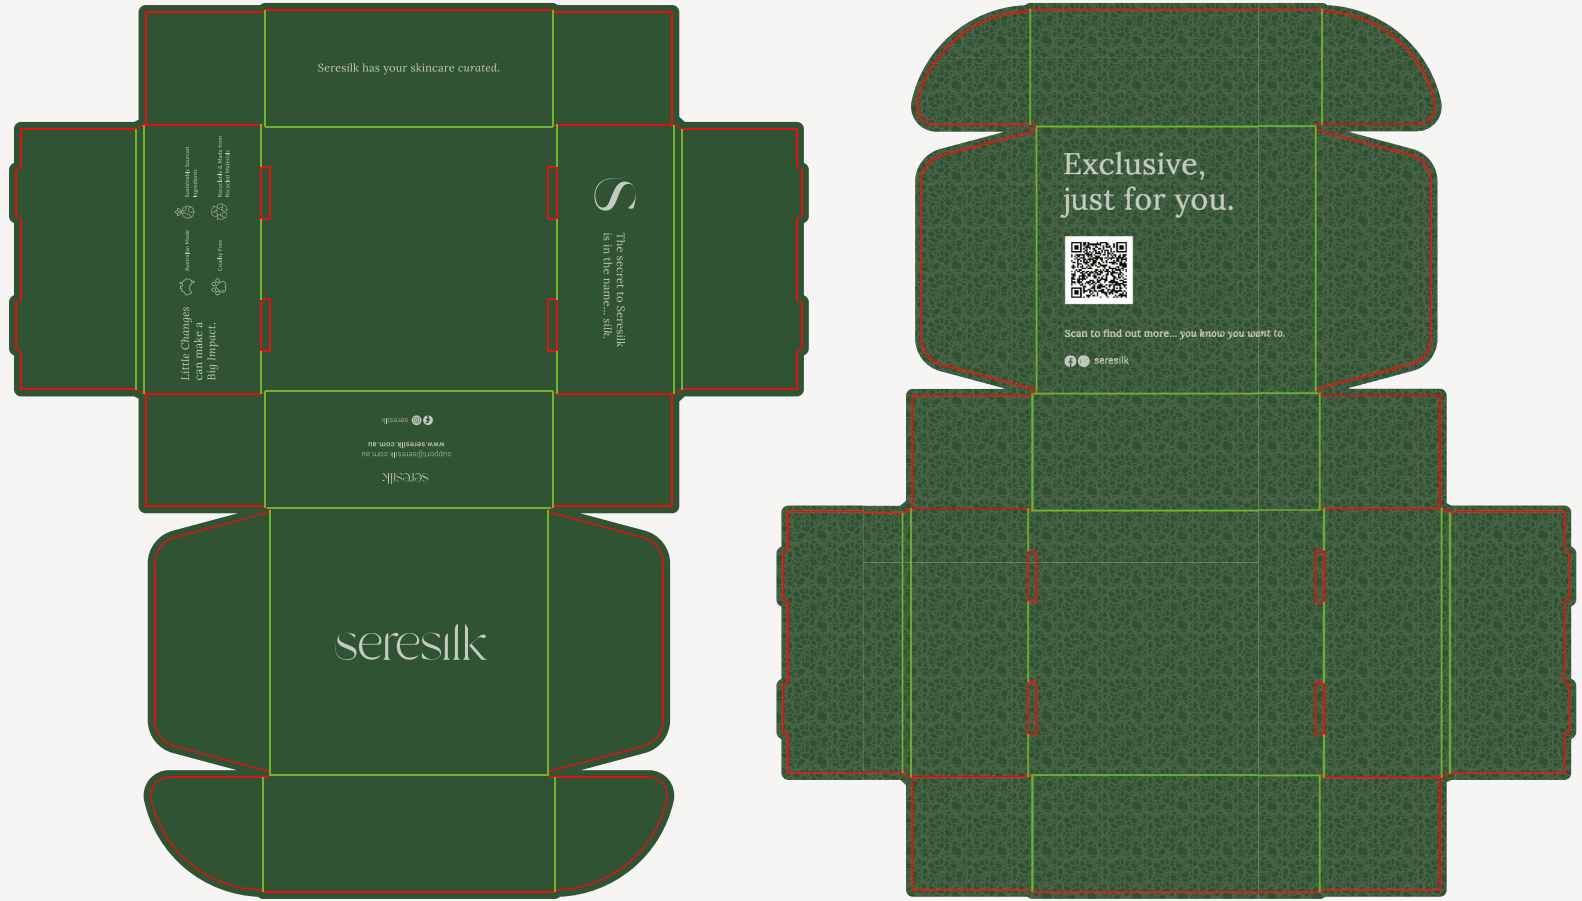 Seresilk has your skincare curated.
Sustainably Sourced
Ingredients
Recyclable & Made from
Recycled Materials
Australian Made
Cruelty Free
Little Changes
can make a
Big Impact.
The secret to Seresilk
is in the name... silk.
seresilk
www.seresilk.com.au
support@seresilk.com.au
seresilk
seresilk
Exclusive,
just for you.
Scan to find out more... you know you want to.
seresilk